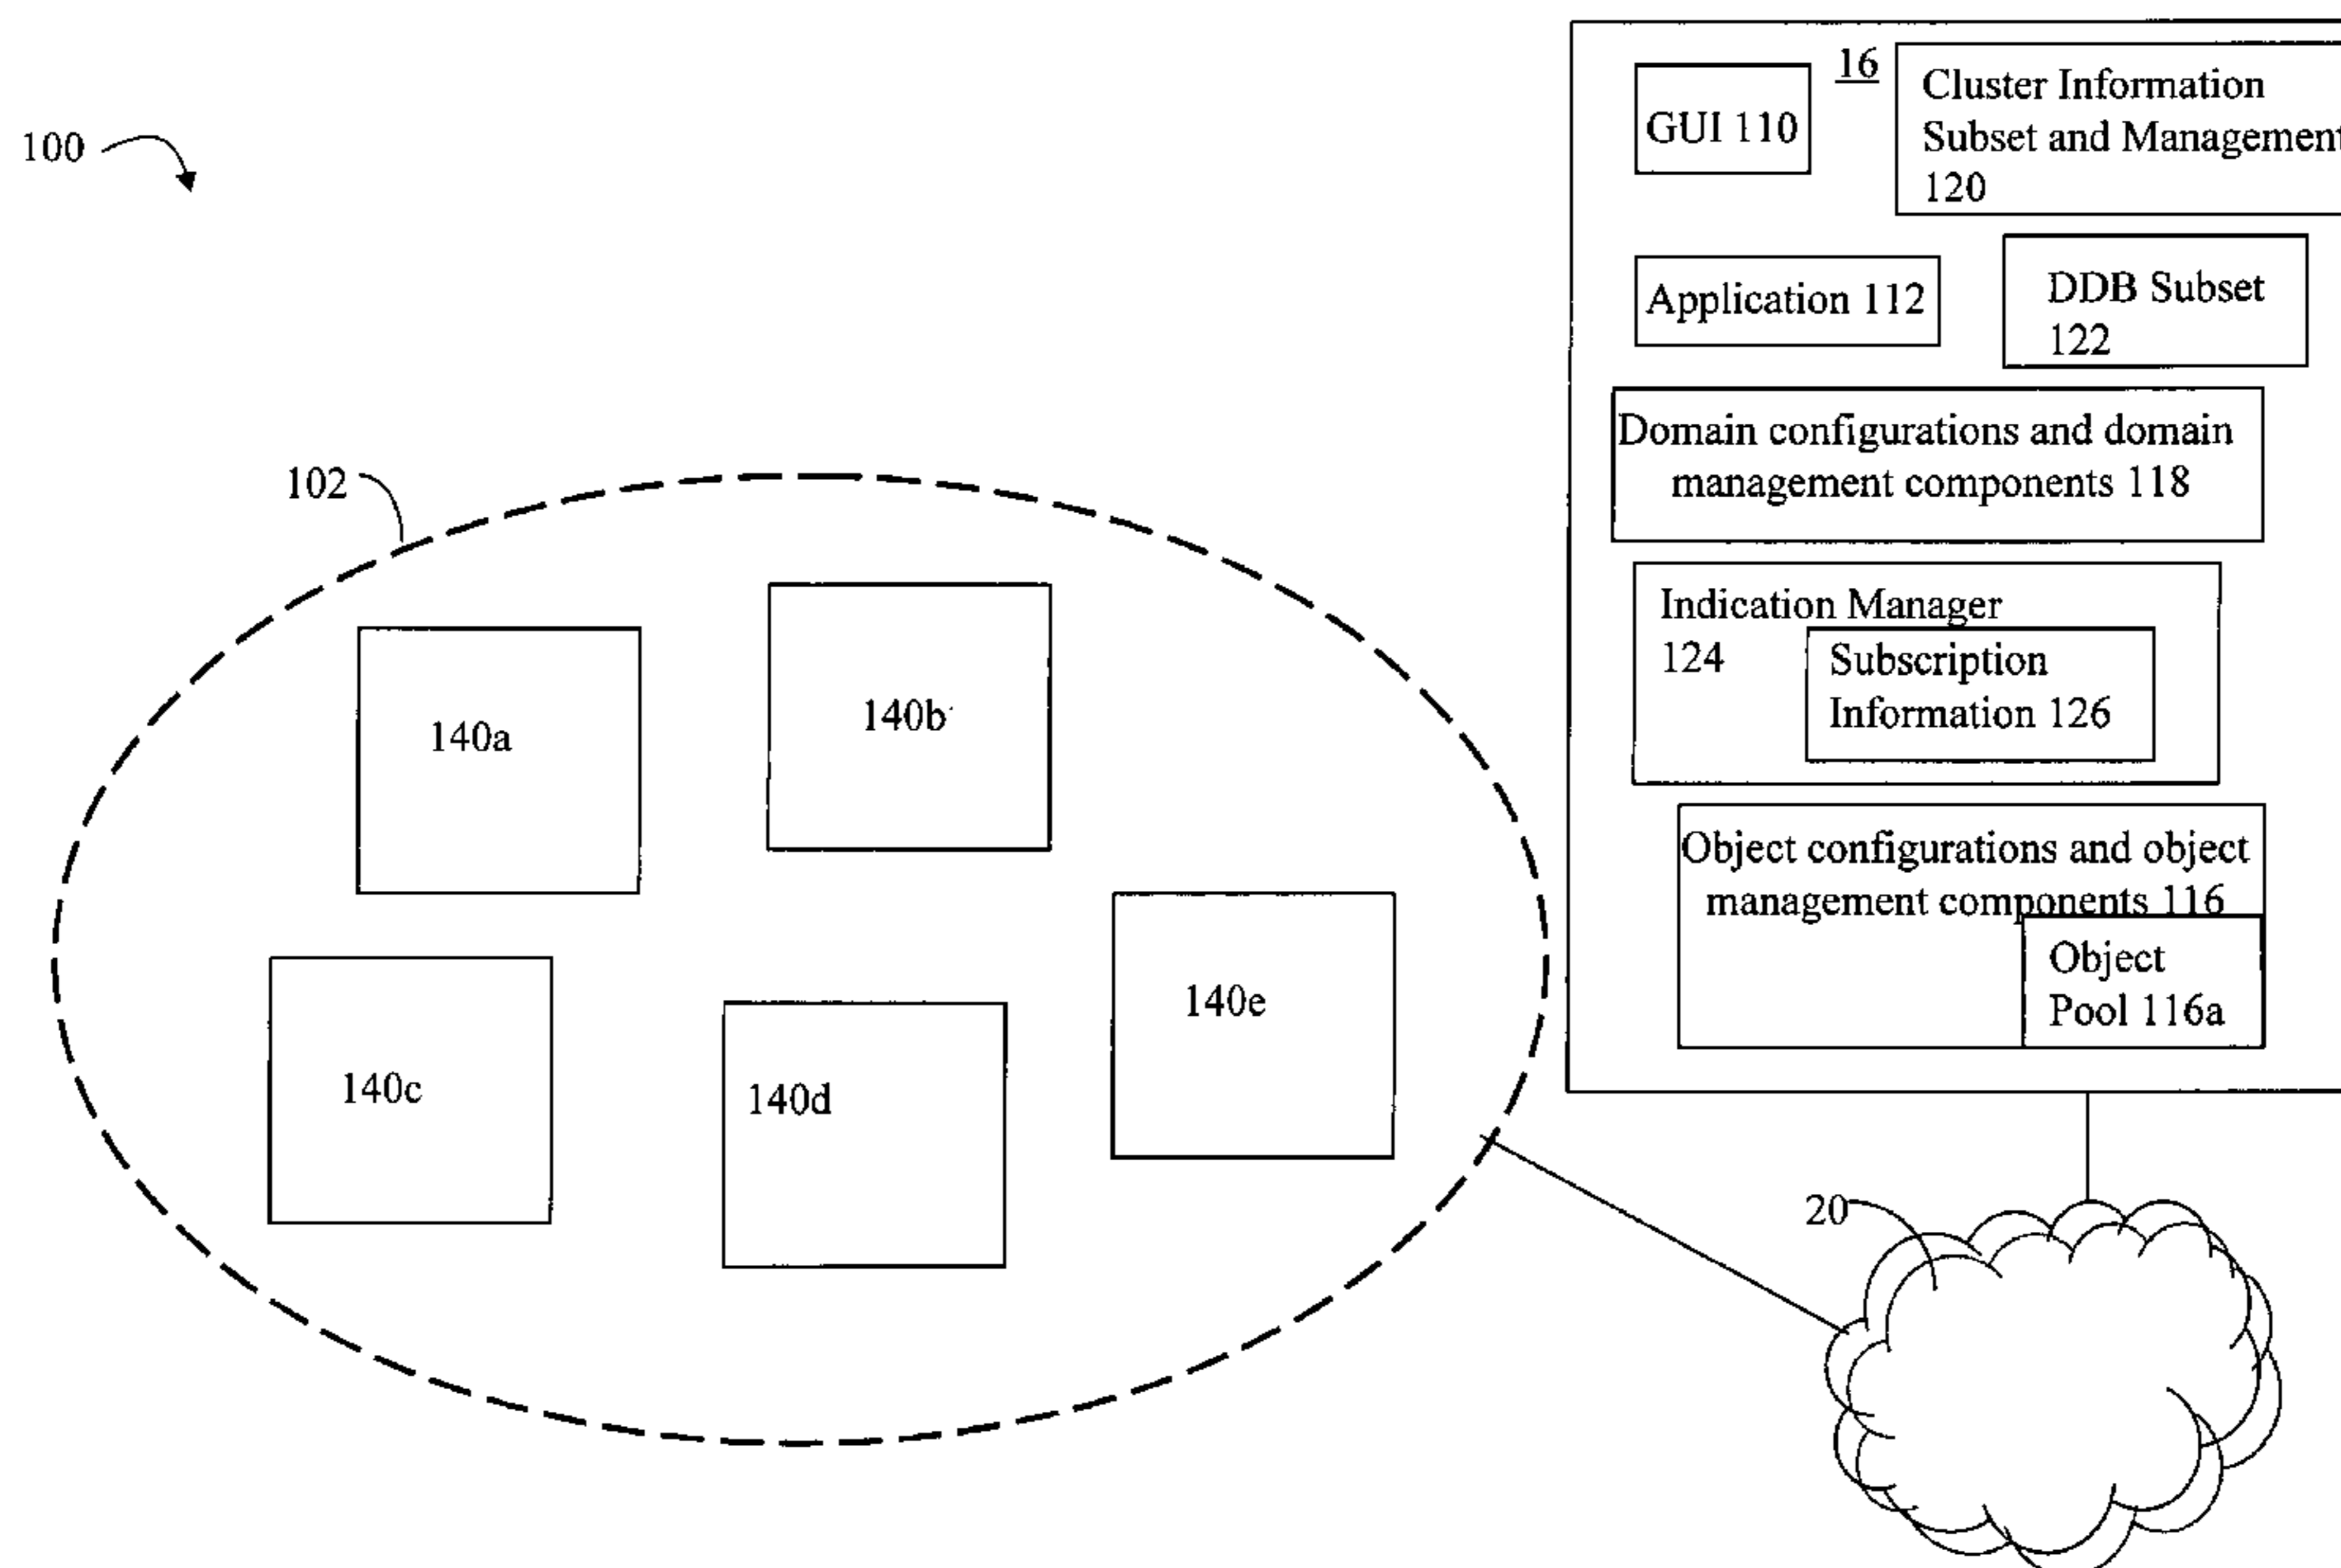 100
16
GUI 110
Cluster Information
Subset and Management
120
Application 112
DDB Subset
122
Domain configurations and domain
management components 118
102
Indication Manager
124
Subscription
Information 126
140a
140b
Object configurations and object
management components 116
Object
Pool 116a
140c
140d
140e
20